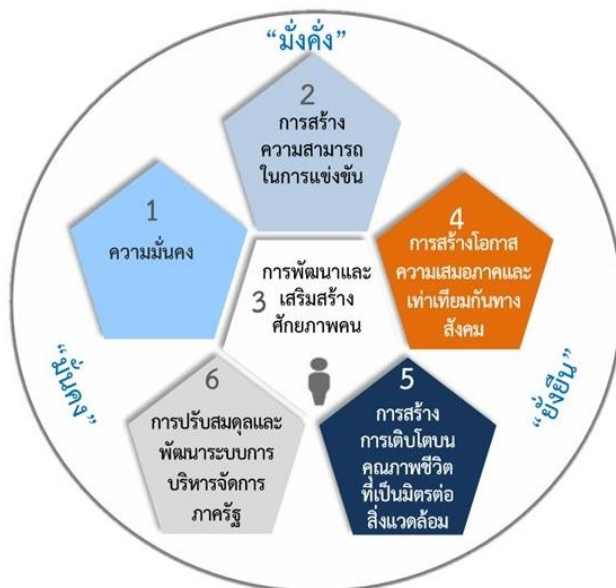 “มั่งคั่ง”
2
การสร้าง
ความสามารถ
ในการแข่งขัน
1
ความมั่นคง
4
การสร้างโอกาส
ความเสมอภาคและ
เท่าเทียมกันทาง
สังคม
การพัฒนาและ
3 เสริมสร้าง
ศักยภาพคน
“มั่นคง”
“ยั่งยืน”
6
การปรับสมดุลและ
พัฒนาระบบการ
บริหารจัดการ
ภาครัฐ
5
การสร้าง
การเติบโตบน
คุณภาพชีวิต
ที่เป็นมิตรต่อ
สิ่งแวดล้อม